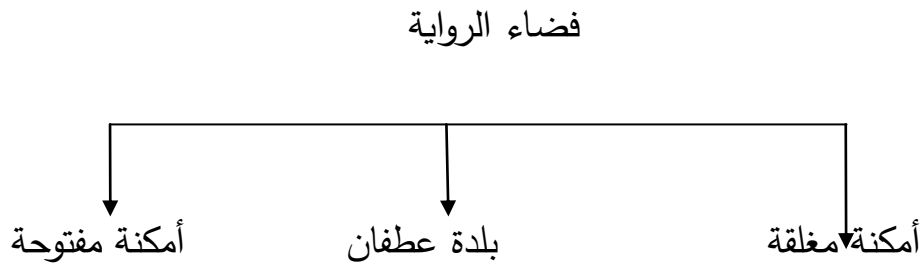 فضاء الرواية
أمكنة مغلقة
بلدة عطفان
أمكنة مفتوحة